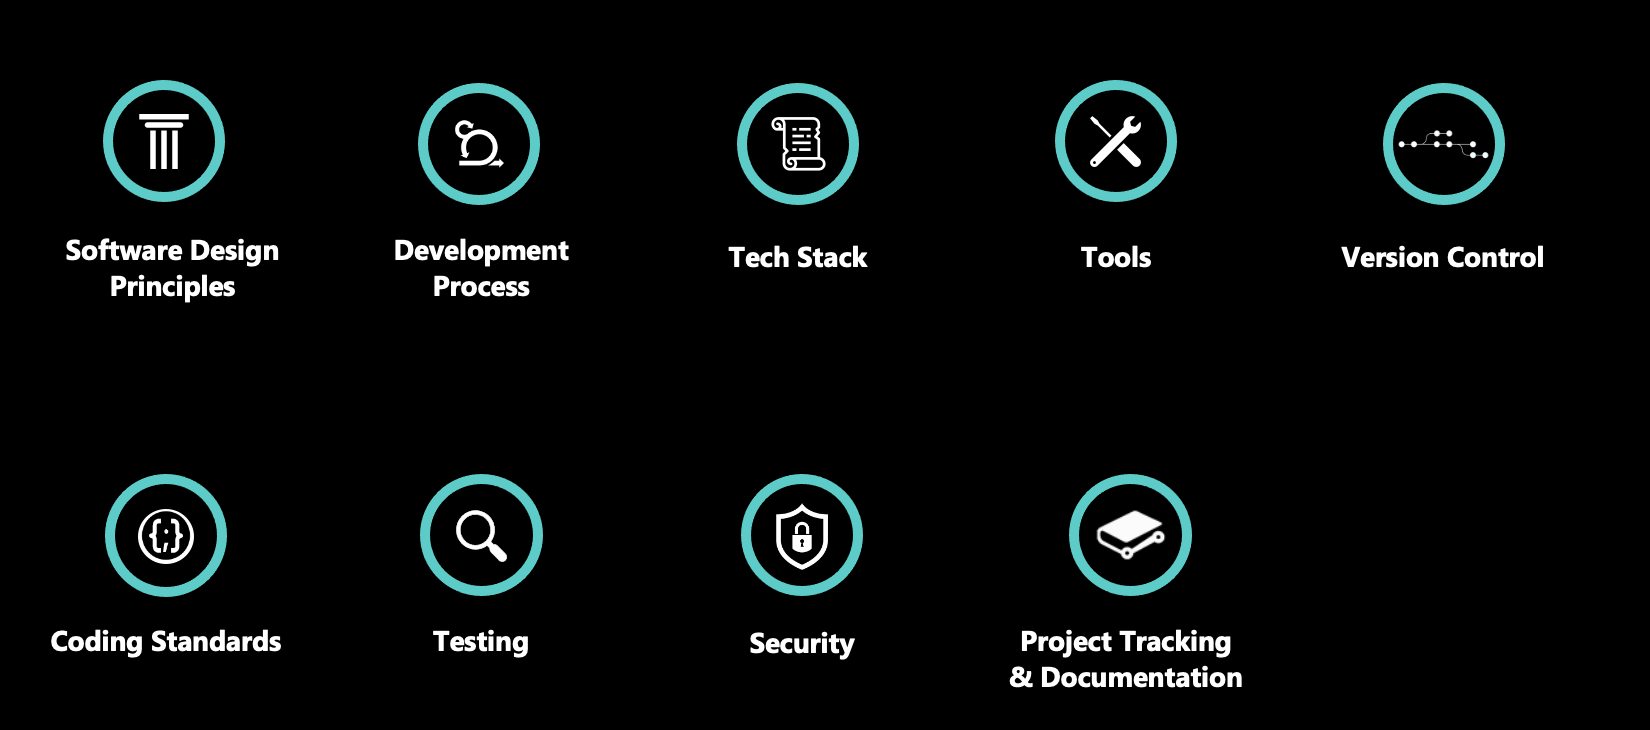 Software Design
Principles
Development
Process
Tech Stack
Tools
Version Control
{;}
Coding Standards
Testing
Security
Project Tracking
& Documentation